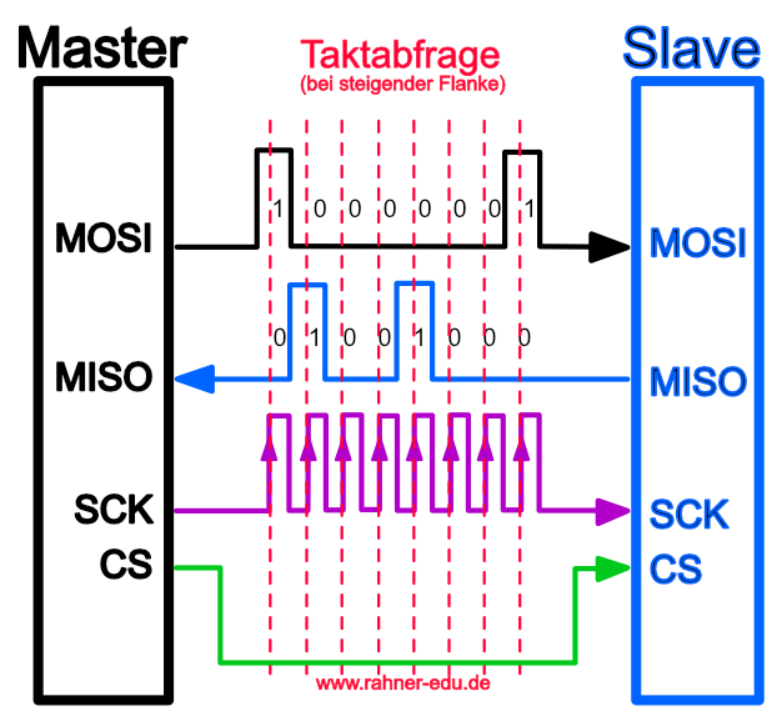 Master
Taktabfrage
(bei steigender Flanke)
Slave
1 0 0 0 0 0 0 1
MOSI
MOSI
0 1 0 0 1 0 0 0
MISO
MISO
SCK
SCK
CS
CS
www.rahner-edu.de